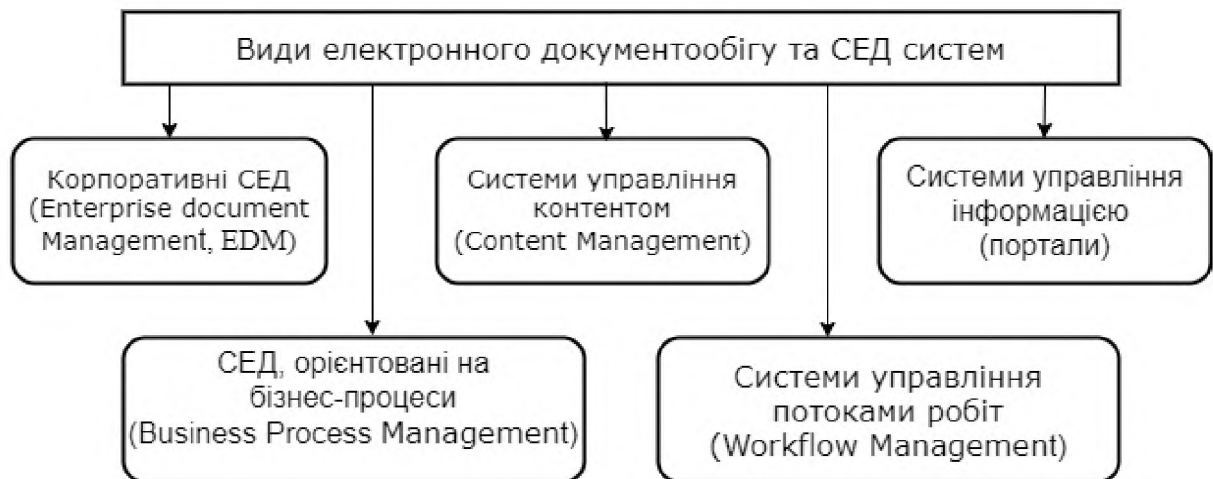 Види електронного документообігу та СЕД систем
Корпоративні СЕД
(Enterprise document
Management, EDM)
Системи управління
контентом
(Content Management)
Системи управління
інформацією
(портали)
СЕД, орієнтовані на
бізнес-процеси
(Business Process Management)
Системи управління
потоками робіт
(Workflow Management)